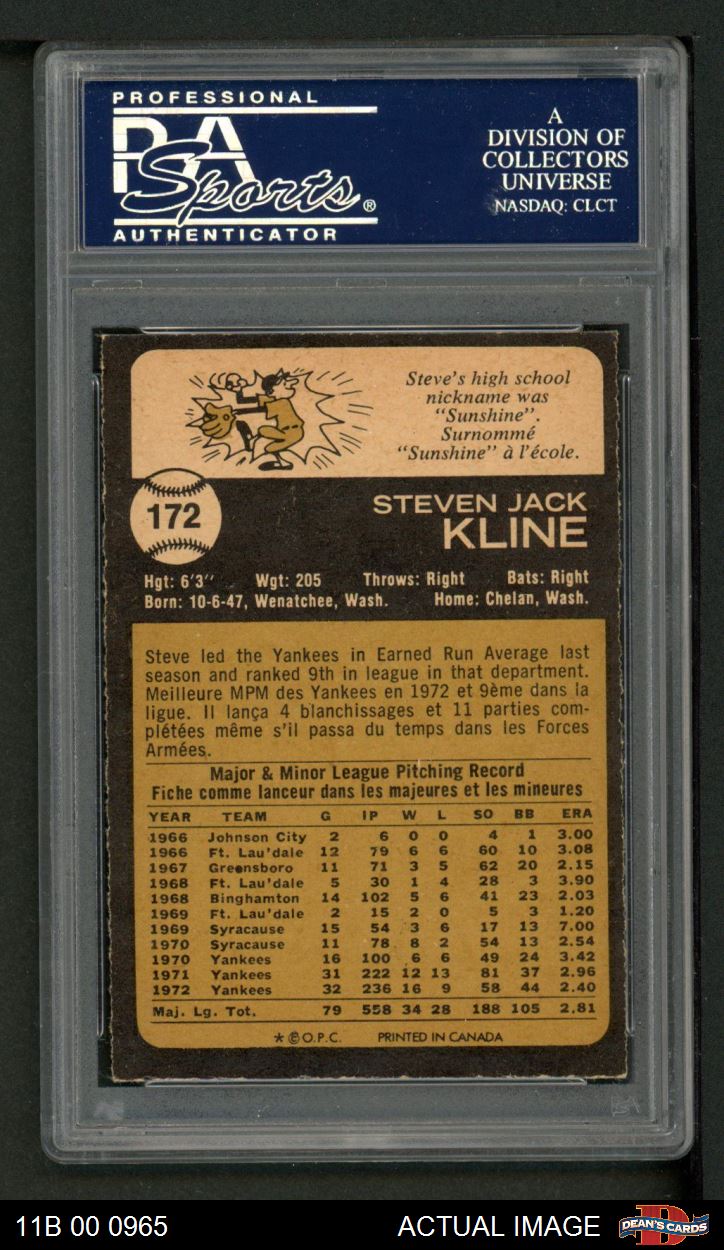 PROFESSIONAL
PSA
Sports®
AUTHENTICATOR
A
DIVISION OF
COLLECTORS
UNIVERSE
NASDAQ: CLCT
Steve's high school
nickname was
"Sunshine".
Surnommé
"Sunshine" à l'école.
172
STEVEN JACK
KLINE
Hgt: 6'3" Wgt: 205 Throws: Right Bats: Right
Born: 10-6-47, Wenatchee, Wash. Home: Chelan, Wash.
Steve led the Yankees in Earned Run Average last
season and ranked 9th in league in that department.
Meilleure MPM des Yankees en 1972 et 9ème dans la
ligue. Il lança 4 blanchissages et 11 parties com-
plétées même s'il passa du temps dans les Forces
Armées.
Major & Minor League Pitching Record
Fiche comme lanceur dans les majeures et les mineures
YEAR TEAM G IP W L SO BB ERA
1966 Johnson City 2 6 0 0 4 1 3.00
1966 Ft. Lau'dale 12 79 6 6 60 10 3.08
1967 Greensboro 11 71 3 5 62 20 2.15
1968 Ft. Lau'dale 5 30 1 4 28 3 3.90
1968 Binghamton 14 102 5 6 41 23 2.03
1969 Ft. Lau'dale 2 15 2 0 5 3 1.20
1969 Syracause 15 54 3 6 17 13 7.00
1970 Syracause 11 78 8 2 54 13 2.54
1970 Yankees 16 100 6 6 49 24 3.42
1971 Yankees 31 222 12 13 81 37 2.96
1972 Yankees 32 236 16 9 58 44 2.40
Maj. Lg. Tot. 79 558 34 28 188 105 2.81
* © O.P.C. PRINTED IN CANADA
11B 00 0965
ACTUAL IMAGE
D
DEAN'S CARDS